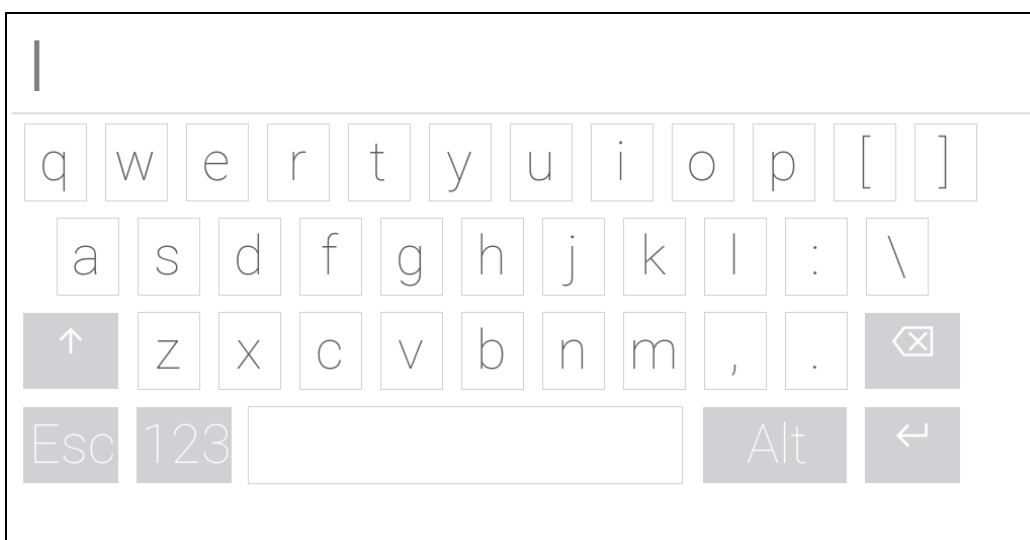 q w e r t y u i o p [ ]
a s d f g h j k l : \
↑ z x c v b n m , . ⌫
Esc 123 Alt ↵